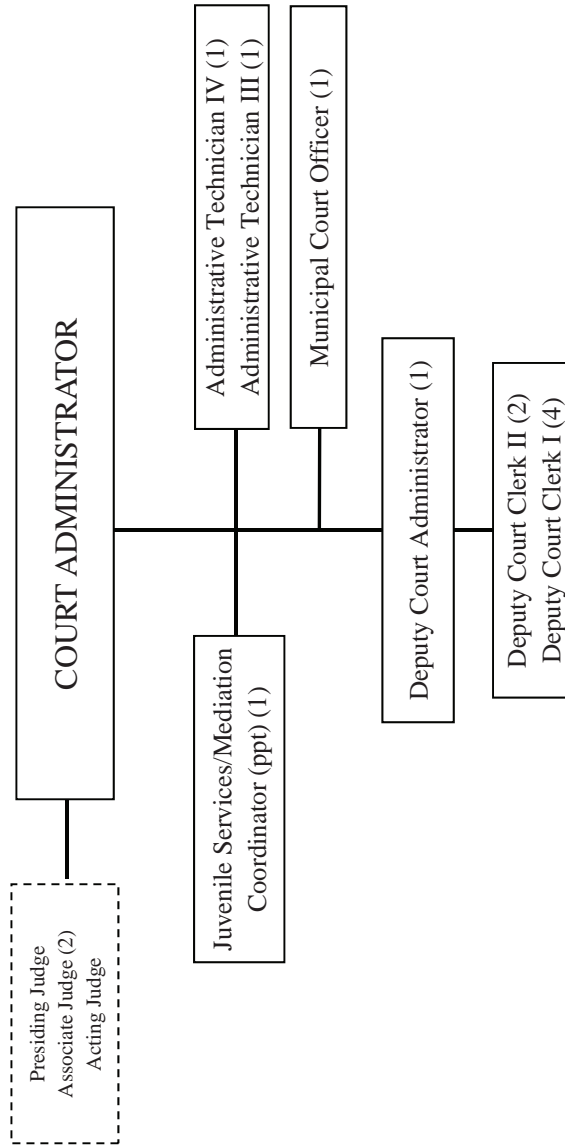 COURT ADMINISTRATOR
Presiding Judge
Associate Judge (2)
Acting Judge
Juvenile Services/Mediation
Coordinator (ppt) (1)
Administrative Technician IV (1)
Administrative Technician III (1)
Municipal Court Officer (1)
Deputy Court Administrator (1)
Deputy Court Clerk II (2)
Deputy Court Clerk I (4)